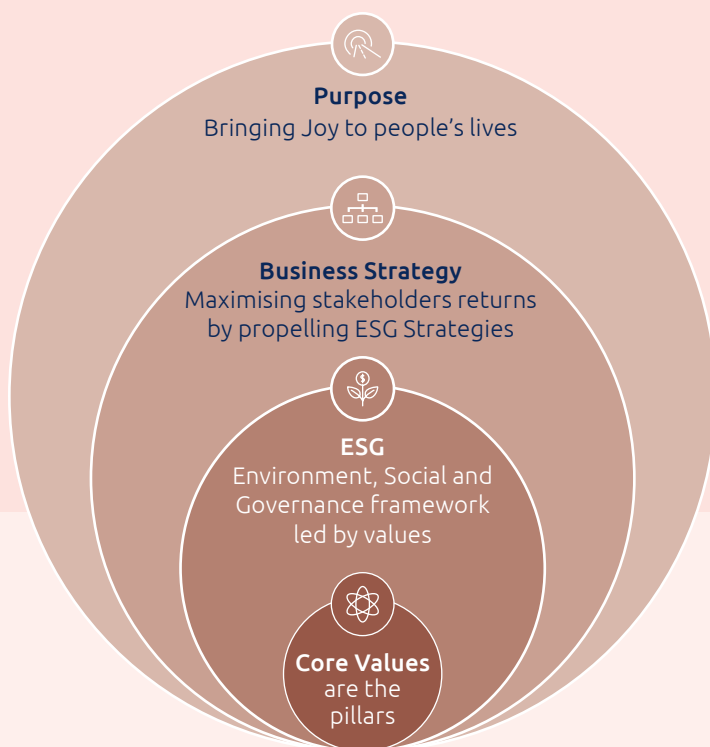 Purpose
Bringing Joy to people’s lives
Business Strategy
Maximising stakeholders returns
by propelling ESG Strategies
ESG
Environment, Social and
Governance framework
led by values
Core Values
are the
pillars